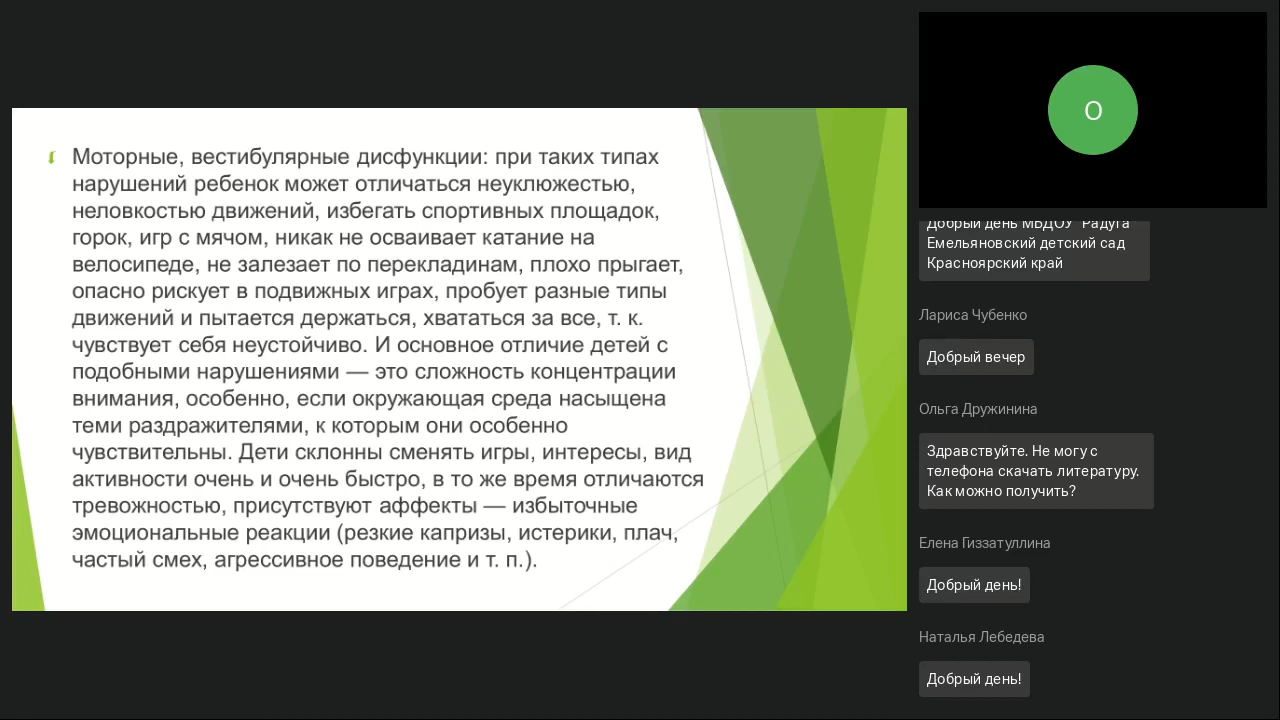 Моторные, вестибулярные дисфункции: при таких типах
нарушений ребенок может отличаться неуклюжестью,
неловкостью движений, избегать спортивных площадок,
горок, игр с мячом, никак не осваивает катание на
велосипеде, не залезает по перекладинам, плохо прыгает,
опасно рискует в подвижных играх, пробует разные типы
движений и пытается держаться, хвататься за все, т. к.
чувствует себя неустойчиво. И основное отличие детей с
подобными нарушениями — это сложность концентрации
внимания, особенно, если окружающая среда насыщена
теми раздражителями, к которым они особенно
чувствительны. Дети склонны сменять игры, интересы, вид
активности очень и очень быстро, в то же время отличаются
тревожностью, присутствуют аффекты — избыточные
эмоциональные реакции (резкие капризы, истерики, плач,
частый смех, агрессивное поведение и т. п.).
О
Добрый день МБДОУ "Радуга
Емельяновский детский сад
Красноярский край
Лариса Чубенко
Добрый вечер
Ольга Дружинина
Здравствуйте. Не могу с
телефона скачать литературу.
Как можно получить?
Елена Гиззатуллина
Добрый день!
Наталья Лебедева
Добрый день!